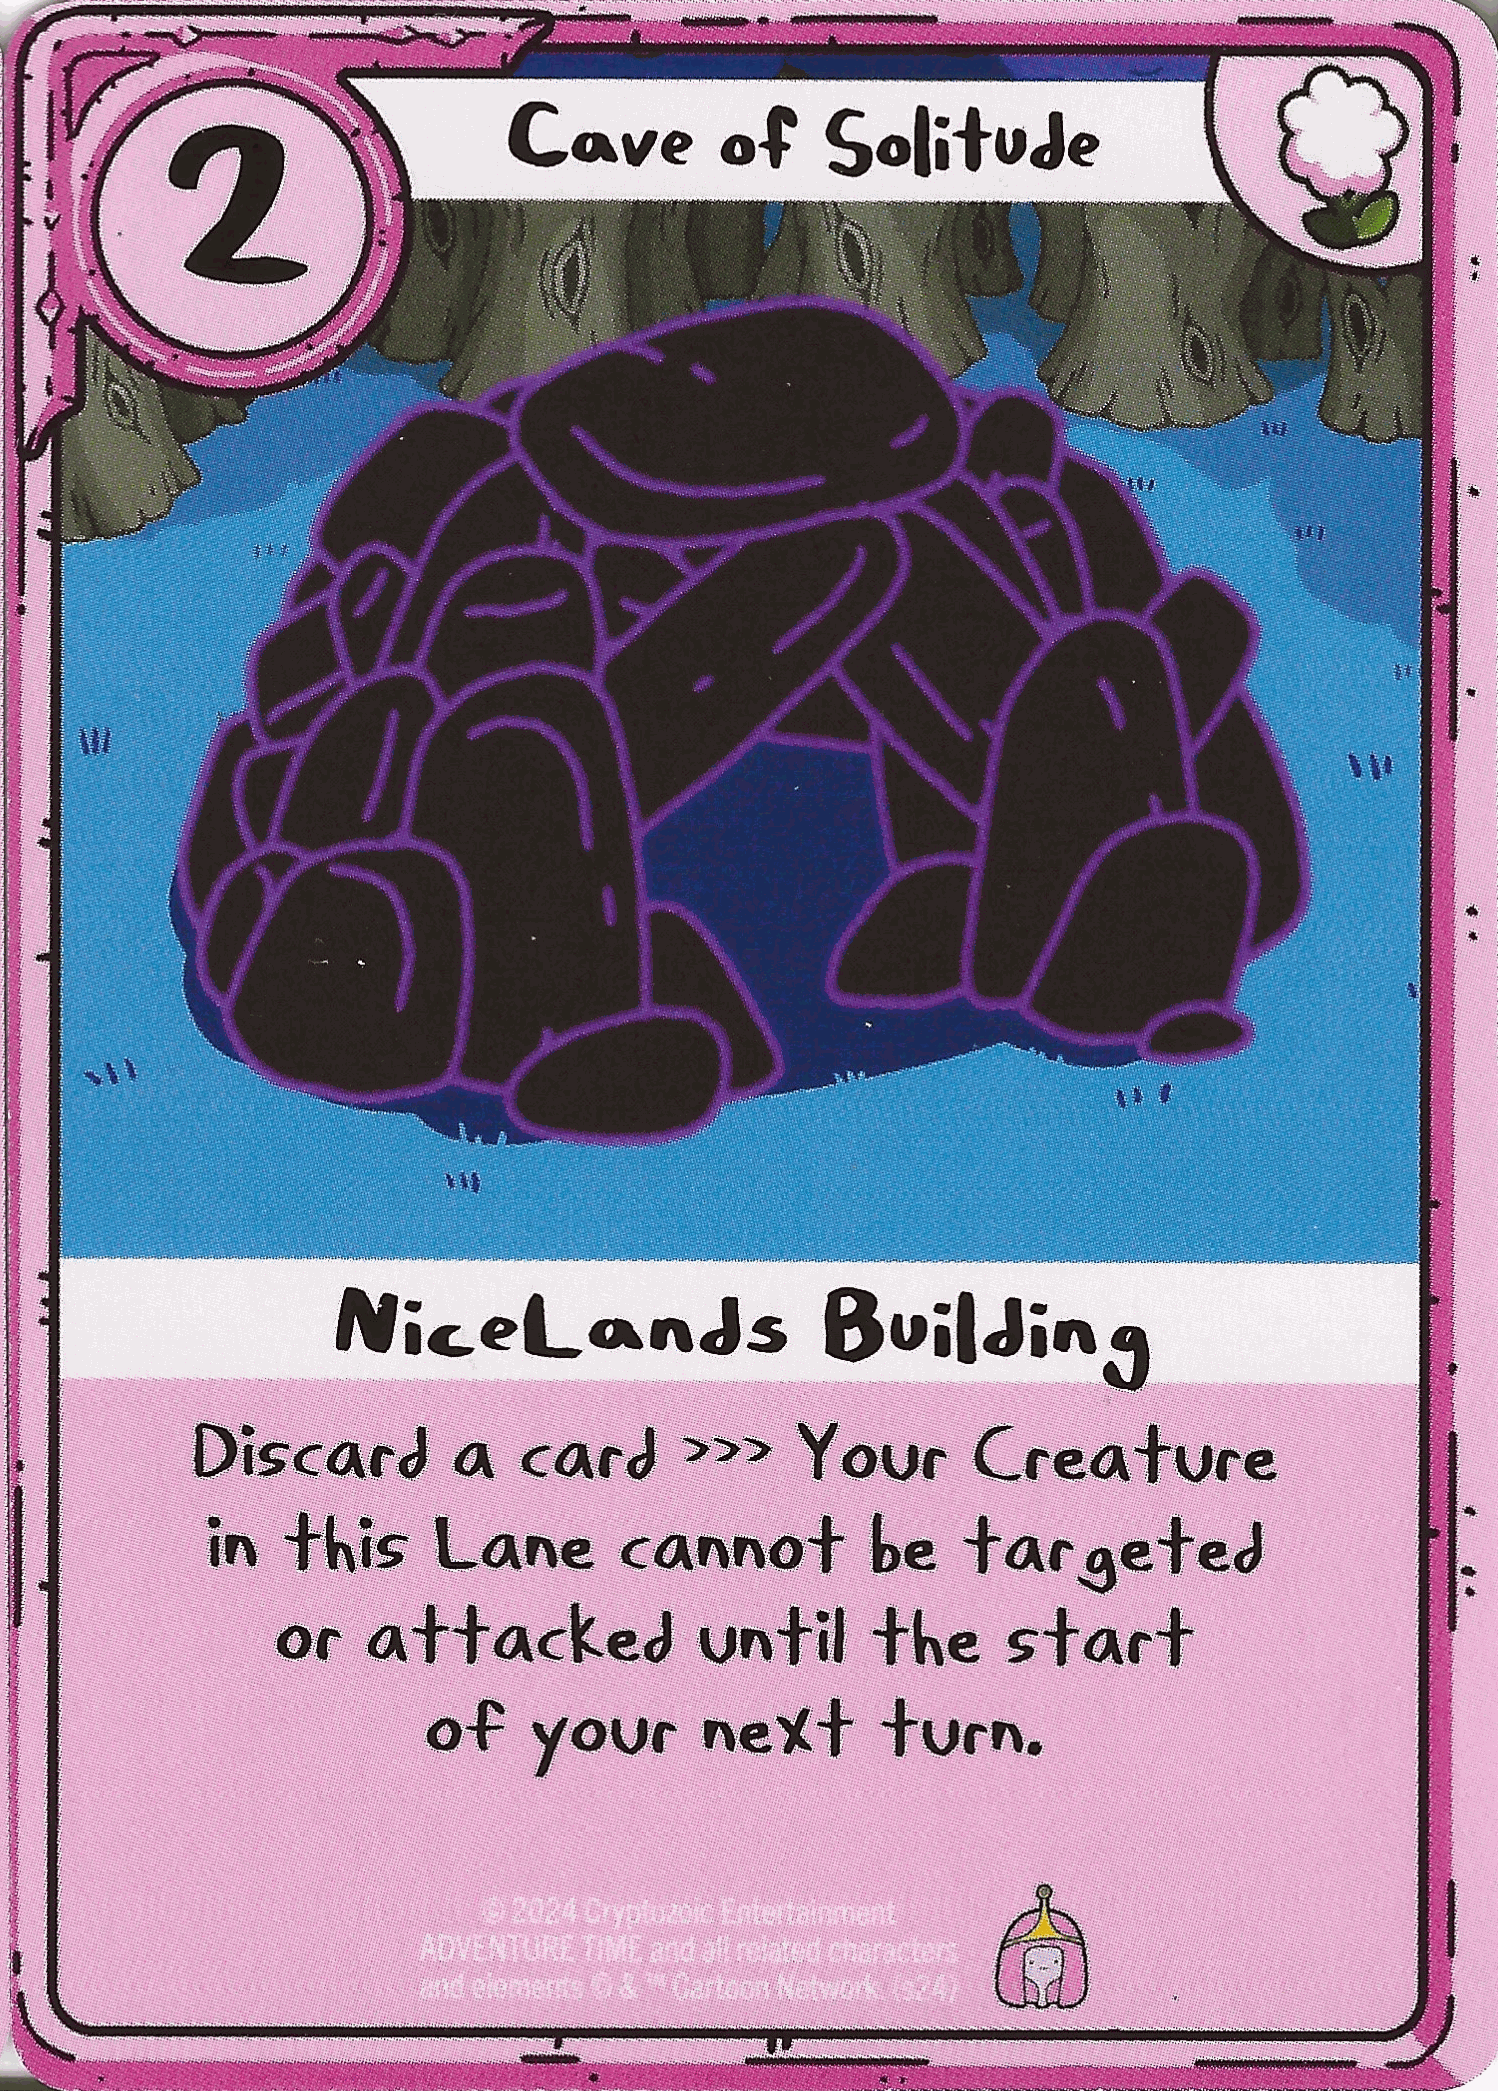 2
Cave of Solitude
NiceLands Building
Discard a card >>> Your Creature
in this Lane cannot be targeted
or attacked until the start
of your next turn.
© 2024 Cryptozoic Entertainment
ADVENTURE TIME and all related characters
and elements © & ™ Cartoon Network. (s24)